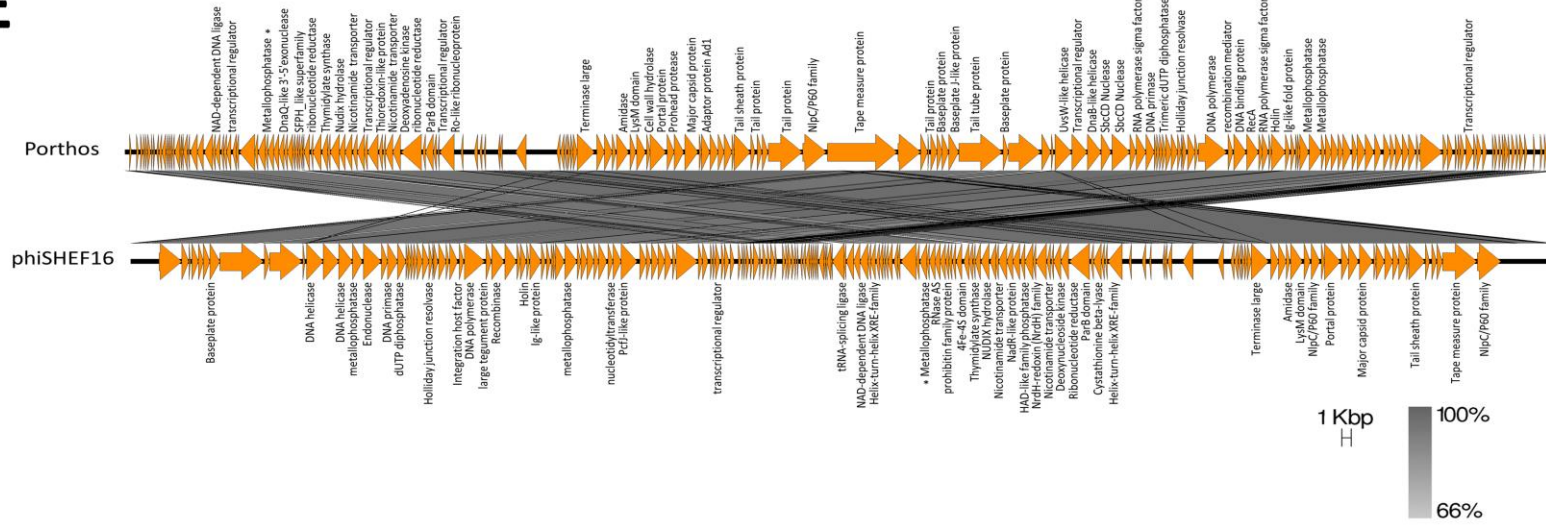 E
NAD-dependent DNA ligase
transcriptional regulator
Metallophosphatase *
DnaQ-like 3'-5'exonuclease
SFPH_like superfamily
ribonucleotide reductase
Thymidylate synthase
Nudix hydrolase
Nicotinamide transporter
Transcriptional regulator
Thioredoxin-like protein
Nicotinamide transporter
Deoxyadenosine kinase
ribonucleotide reductase
ParB domain
Transcriptional regulator
Ro-like ribonucleoprotein
Terminase large
Amidase
LysM domain
Cell wall hydrolase
Portal protein
Prohead protease
Major capsid protein
Adaptor protein Ad1
Tail sheath protein
Tail protein
Tail protein
NlpC/P60 family
Tape measure protein
Tail protein
Baseplate protein
Baseplate J-like protein
Tail tube protein
Baseplate protein
UvsW-like helicase
Transcriptional regulator
DnaB-like helicase
SbcCD Nuclease
SbcCD Nuclease
RNA polymerase sigma factor
DNA primase
Trimeric dUTP diphosphatase
Holliday junction resolvase
DNA polymerase
recombination mediator
DNA binding protein
RecA
RNA polymerase sigma factor
Holin
Ig-like fold protein
Metallophosphatase
Metallophosphatase
Transcriptional regulator
Porthos
phiSHEF16
Baseplate protein
DNA helicase
DNA helicase
metallophosphatase
Endonuclease
DNA primase
dUTP diphosphatase
Holliday junction resolvase
Integration host factor
DNA polymerase
large tegument protein
Recombinase
Holin
Ig-like protein
metallophosphatase
nucleotidyltransferase
PcfJ-like protein
transcriptional regulator
tRNA-splicing ligase
NAD-dependent DNA ligase
Helix-turn-helix XRE-family
* Metallophosphatase
RNase AS
prohibitin family protein
4Fe-4S domain
Thymidylate synthase
NUDIX hydrolase
Nicotinamide transporter
NadR-like protein
HAD-like family phosphatase
NrdH-redoxin (NrdH) family
Nicotinamide transporter
Deoxynucleoside kinase
Ribonucleotide reductase
ParB domain
Cystathionine beta-lyase
Helix-turn-helix XRE-family
Terminase large
Amidase
LysM domain
NlpC/P60 family
Portal protein
Major capsid protein
Tail sheath protein
Tape measure protein
NlpC/P60 family
1 Kbp
100%
66%